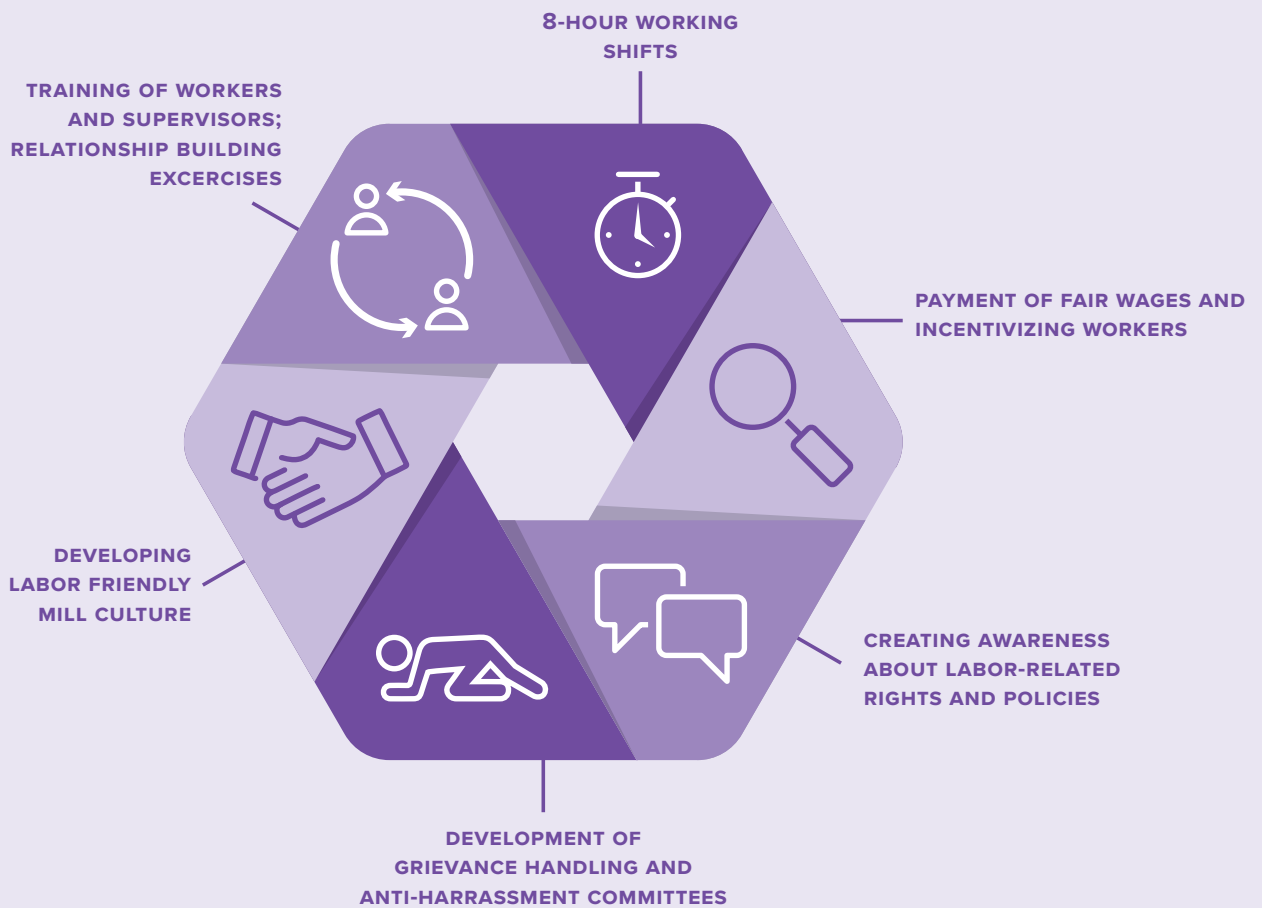 8-HOUR WORKING
SHIFTS
TRAINING OF WORKERS
AND SUPERVISORS;
RELATIONSHIP BUILDING
EXCERCISES
PAYMENT OF FAIR WAGES AND
INCENTIVIZING WORKERS
DEVELOPING
LABOR FRIENDLY
MILL CULTURE
CREATING AWARENESS
ABOUT LABOR-RELATED
RIGHTS AND POLICIES
DEVELOPMENT OF
GRIEVANCE HANDLING AND
ANTI-HARRASSMENT COMMITTEES